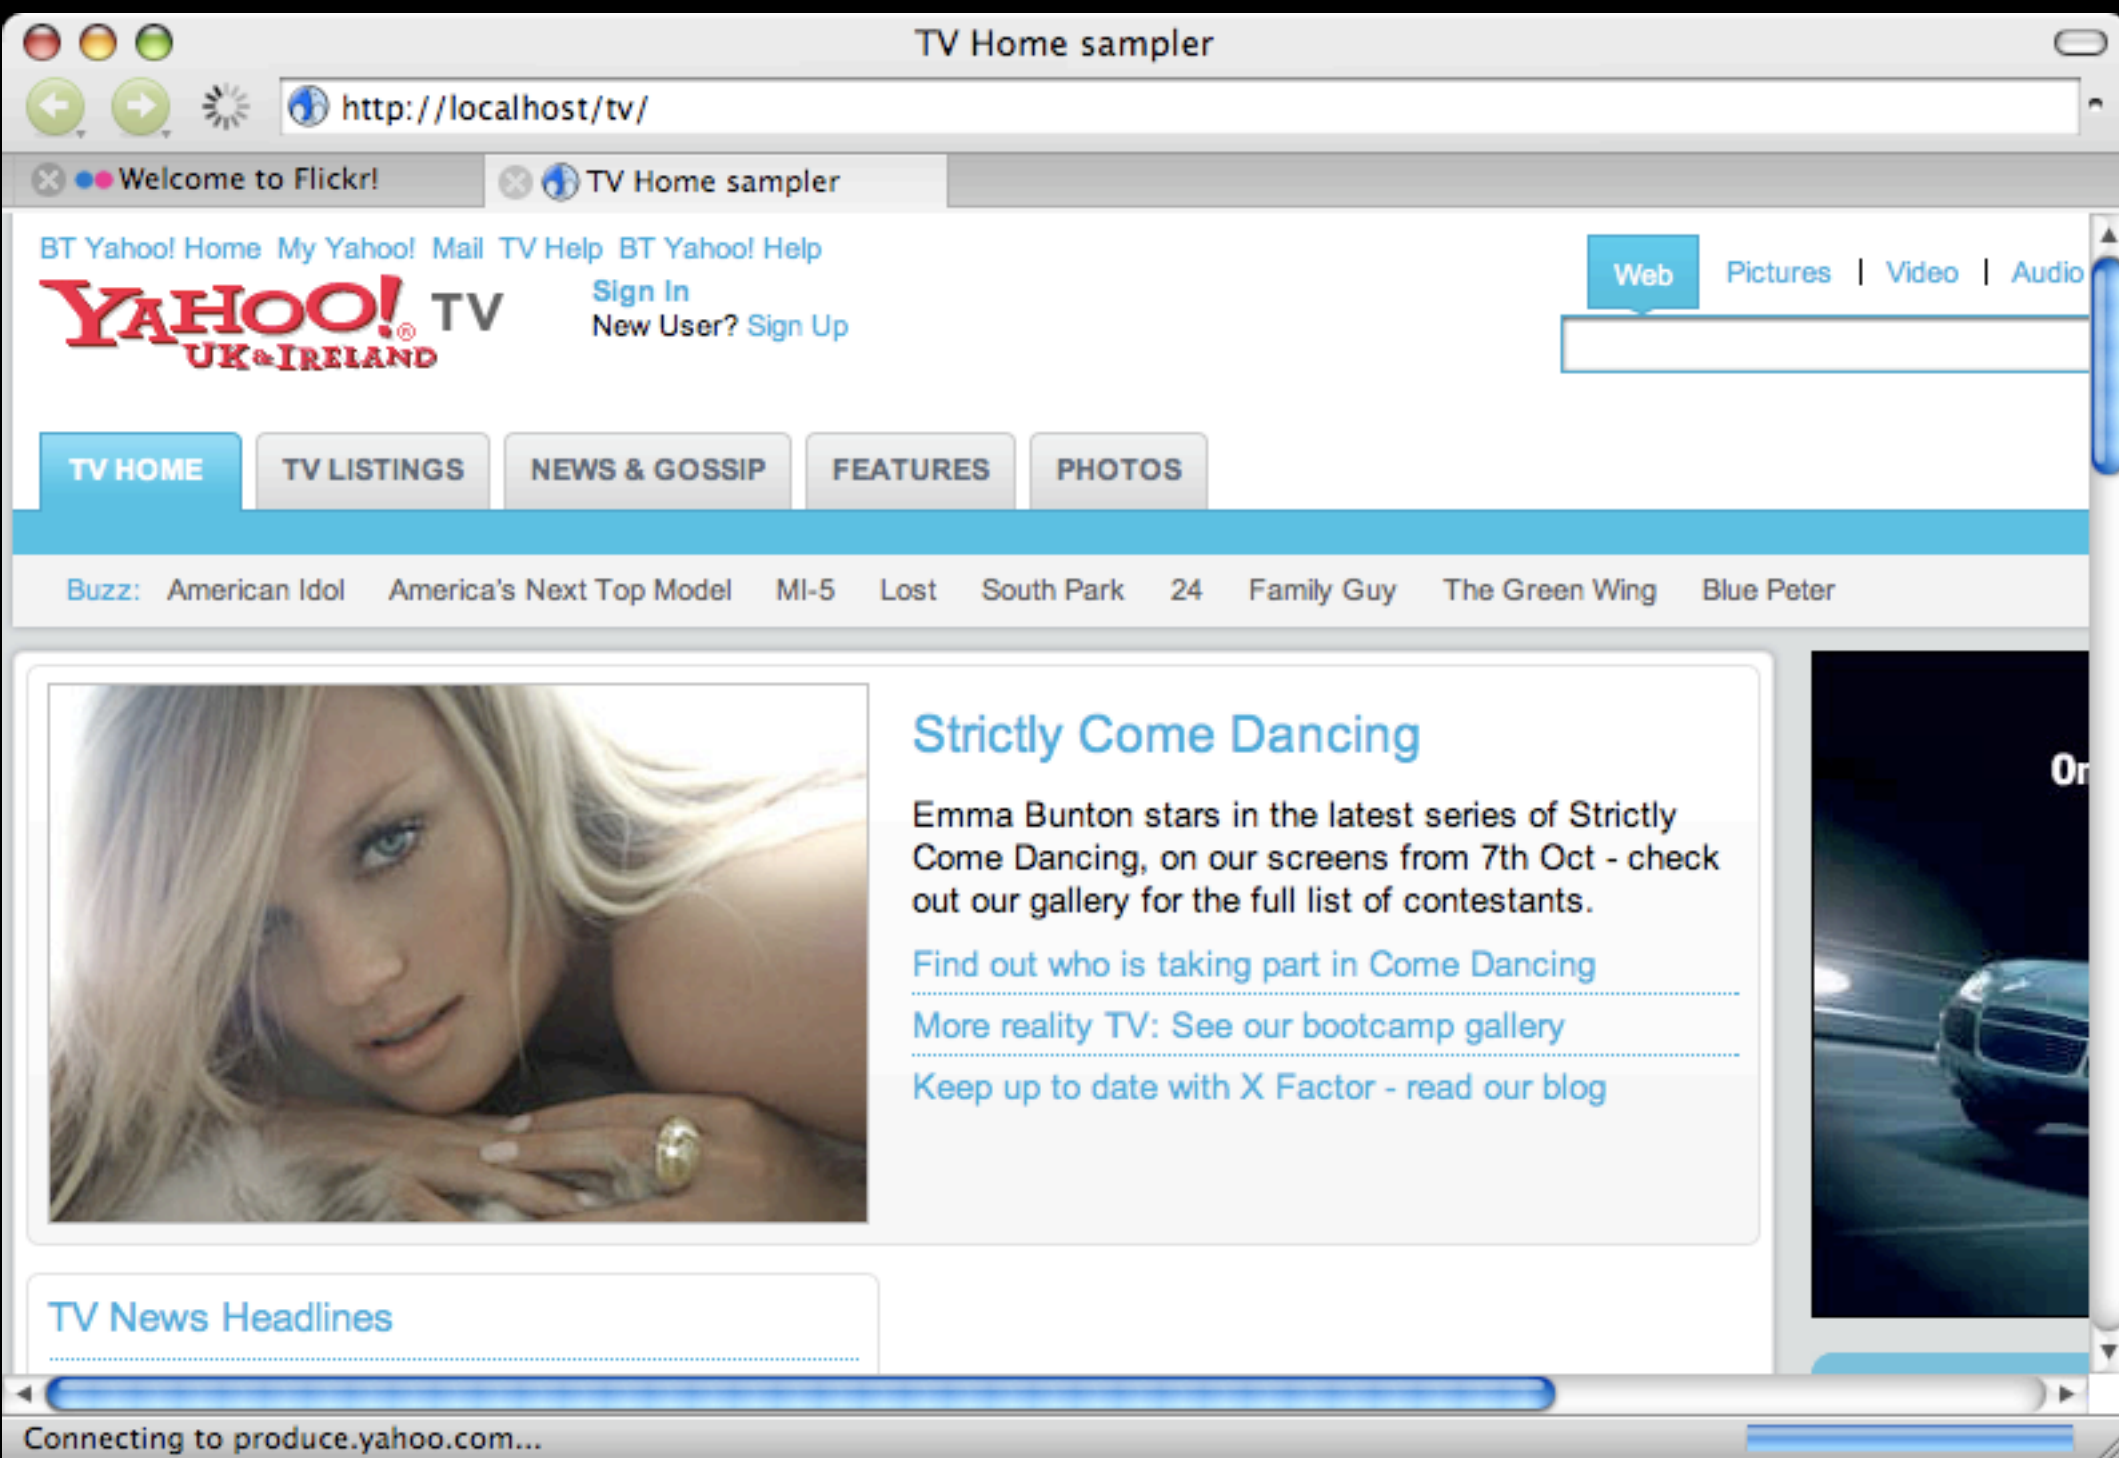 TV Home sampler
http://localhost/tv/
Welcome to Flickr!
TV Home sampler
BT Yahoo! Home My Yahoo! Mail TV Help BT Yahoo! Help
YAHOO!® TV
UK & IRELAND
Sign In
New User? Sign Up
Web
Pictures | Video | Audio
TV HOME
TV LISTINGS
NEWS & GOSSIP
FEATURES
PHOTOS
Buzz: American Idol America's Next Top Model MI-5 Lost South Park 24 Family Guy The Green Wing Blue Peter
Strictly Come Dancing
Emma Bunton stars in the latest series of Strictly
Come Dancing, on our screens from 7th Oct - check
out our gallery for the full list of contestants.
Find out who is taking part in Come Dancing
More reality TV: See our bootcamp gallery
Keep up to date with X Factor - read our blog
TV News Headlines
Connecting to produce.yahoo.com...